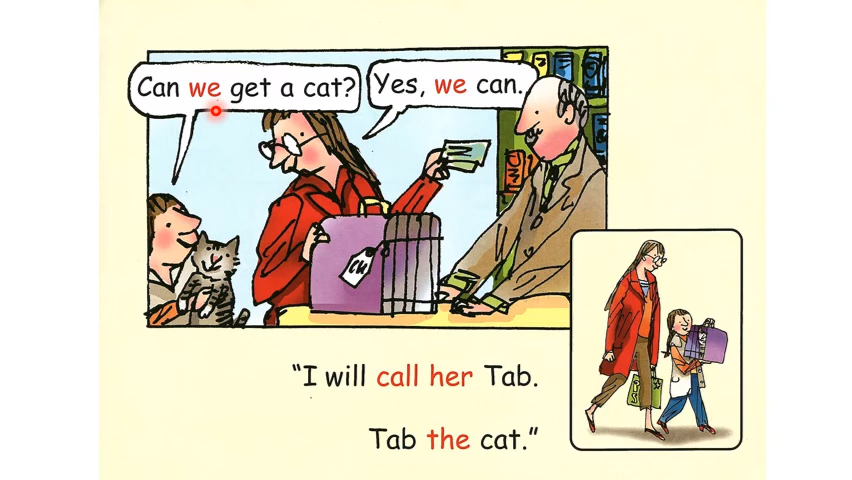 Can we get a cat?
Yes, we can.
"I will call her Tab.
Tab the cat."